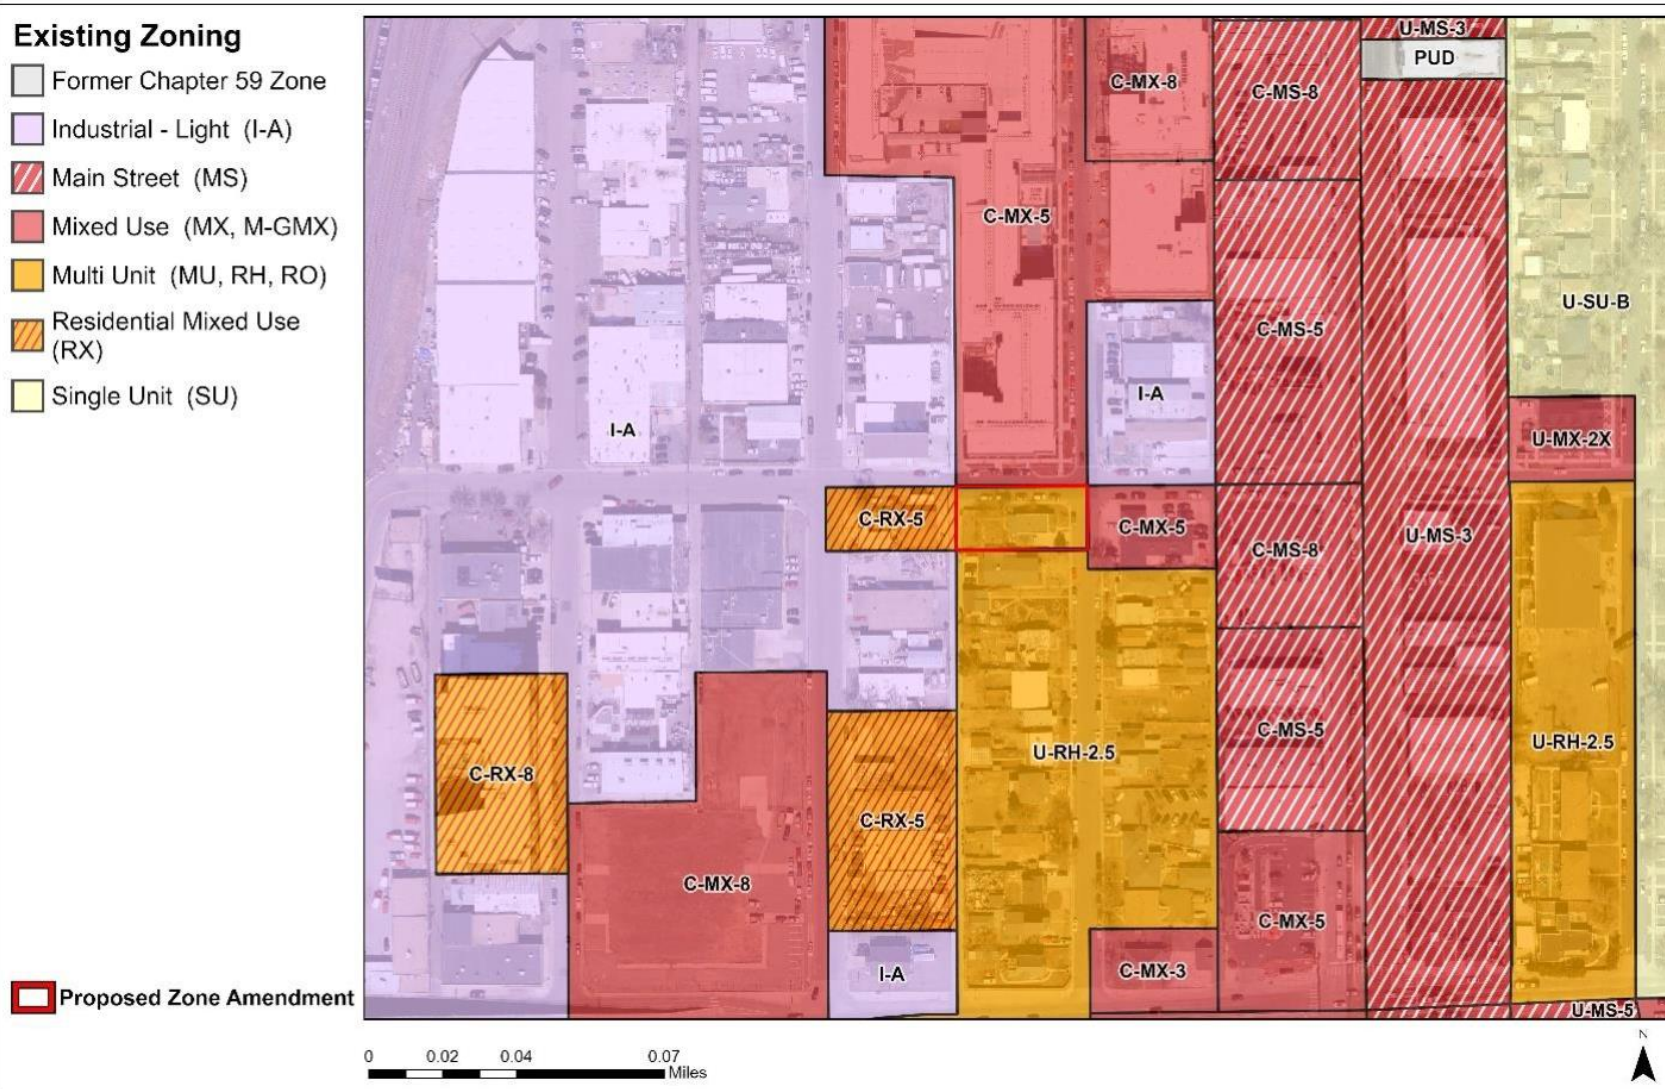 Existing Zoning
Former Chapter 59 Zone
Industrial - Light (I-A)
Main Street (MS)
Mixed Use (MX, M-GMX)
Multi Unit (MU, RH, RO)
Residential Mixed Use
(RX)
Single Unit (SU)
Proposed Zone Amendment
U-MS-3
PUD
C-MX-8
C-MS-8
C-MX-5
U-SU-B
C-MS-5
I-A
I-A
U-MX-2X
C-RX-5
C-MX-5
C-MS-8
U-MS-3
C-MS-5
U-RH-2.5
U-RH-2.5
C-RX-8
C-RX-5
C-MX-8
C-MX-5
I-A
C-MX-3
U-MS-5
0 0.02 0.04 0.07
Miles
N